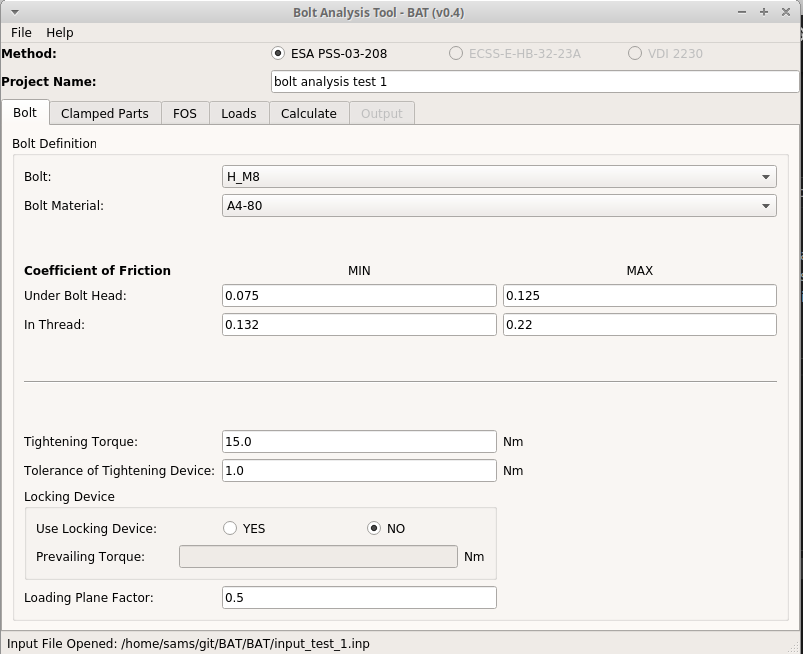 Bolt Analysis Tool - BAT (v0.4)
File Help
Method: ESA PSS-03-208 ECSS-E-HB-32-23A VDI 2230
Project Name: bolt analysis test 1
Bolt Clamped Parts FOS Loads Calculate Output
Bolt Definition
Bolt: H_M8
Bolt Material: A4-80
Coefficient of Friction MIN MAX
Under Bolt Head: 0.075 0.125
In Thread: 0.132 0.22
Tightening Torque: 15.0 Nm
Tolerance of Tightening Device: 1.0 Nm
Locking Device
Use Locking Device: YES NO
Prevailing Torque: Nm
Loading Plane Factor: 0.5
Input File Opened: /home/sams/git/BAT/BAT/input_test_1.inp